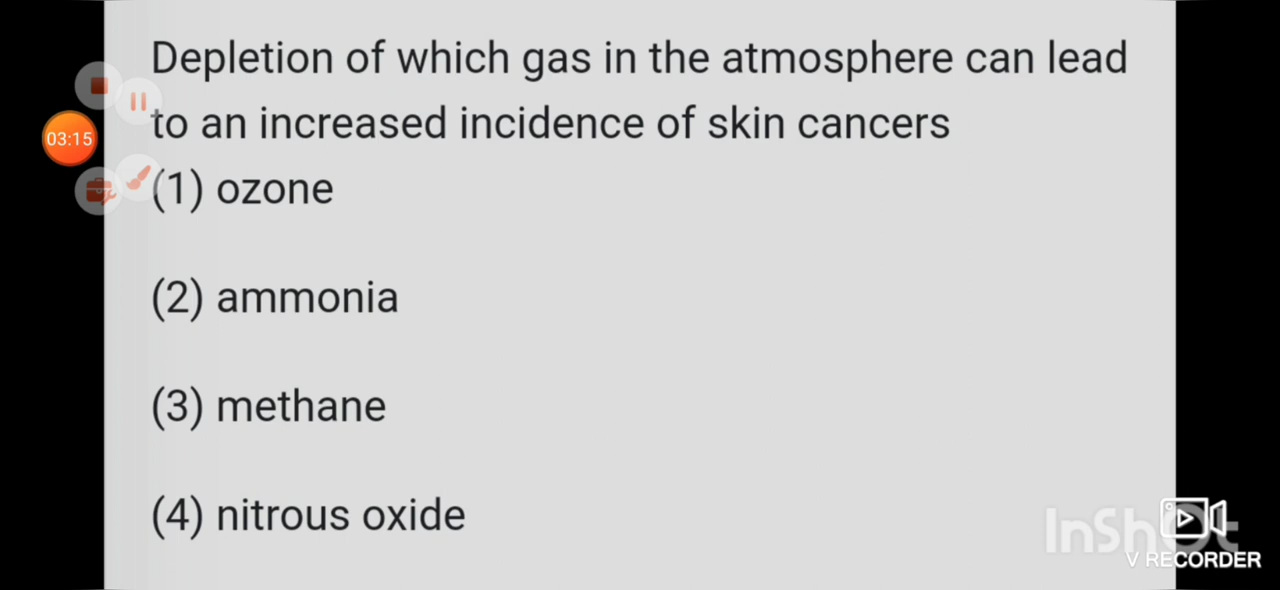 Depletion of which gas in the atmosphere can lead
to an increased incidence of skin cancers
03:15
(1) ozone
(2) ammonia
(3) methane
(4) nitrous oxide
InShOt
V RECORDER